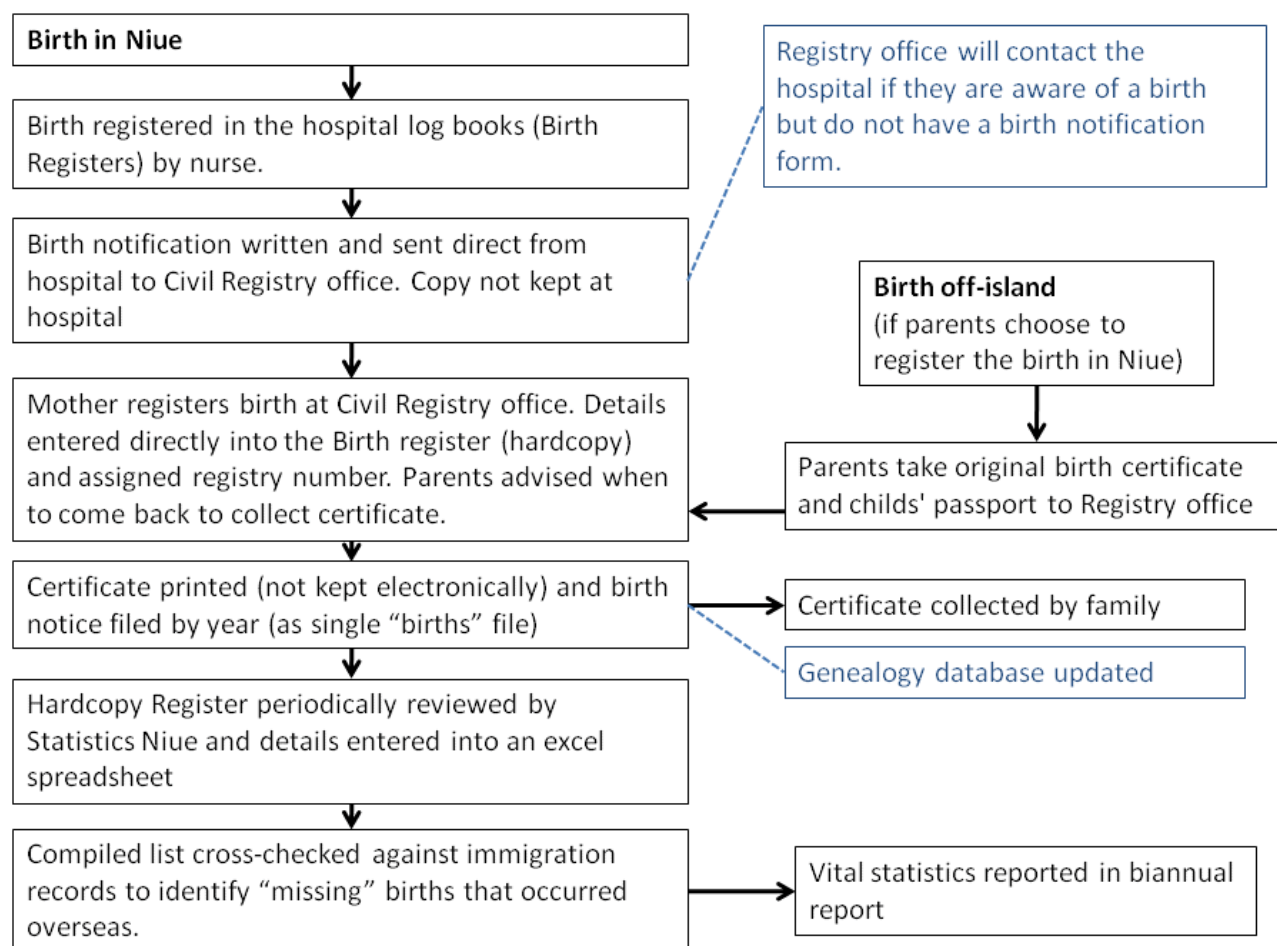 Birth in Niue
Birth registered in the hospital log books (Birth
Registers) by nurse.
Birth notification written and sent direct from
hospital to Civil Registry office. Copy not kept at
hospital
Registry office will contact the
hospital if they are aware of a birth
but do not have a birth notification
form.
Birth off-island
(if parents choose to
register the birth in Niue)
Parents take original birth certificate
and childs' passport to Registry office
Mother registers birth at Civil Registry office. Details
entered directly into the Birth register (hardcopy)
and assigned registry number. Parents advised when
to come back to collect certificate.
Certificate printed (not kept electronically) and birth
notice filed by year (as single “births” file)
Certificate collected by family
Genealogy database updated
Hardcopy Register periodically reviewed by
Statistics Niue and details entered into an excel
spreadsheet
Compiled list cross-checked against immigration
records to identify “missing” births that occurred
overseas.
Vital statistics reported in biannual
report